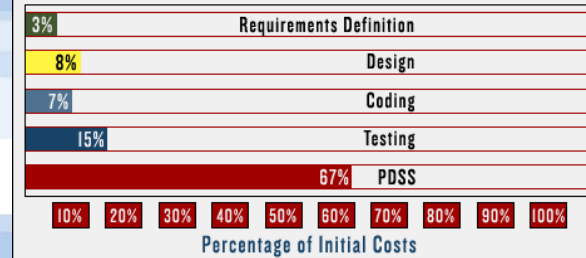 3% Requirements Definition
8% Design
7% Coding
15% Testing
67% PDSS
10% 20% 30% 40% 50% 60% 70% 80% 90% 100%
Percentage of Initial Costs